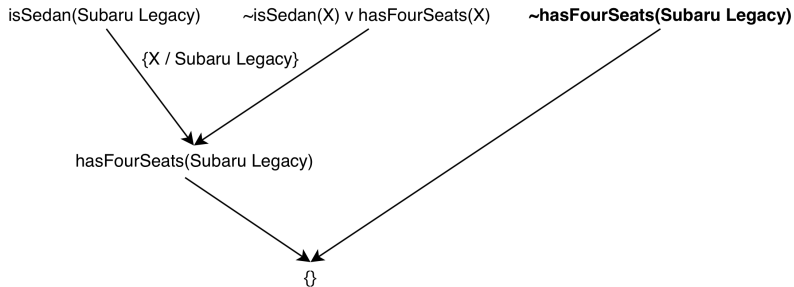 isSedan(Subaru Legacy)
~isSedan(X) v hasFourSeats(X)
~hasFourSeats(Subaru Legacy)
{X / Subaru Legacy}
hasFourSeats(Subaru Legacy)
{}